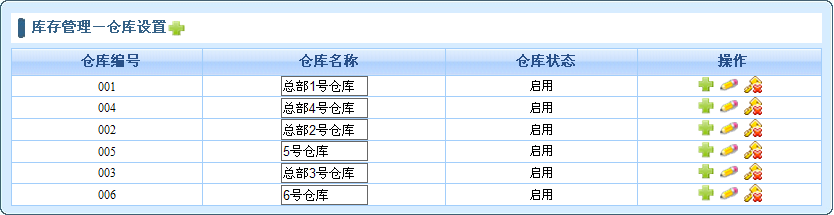 库存管理－仓库设置
仓库编号 仓库名称 仓库状态 操作
001 总部1号仓库 启用
004 总部4号仓库 启用
002 总部2号仓库 启用
005 5号仓库 启用
003 总部3号仓库 启用
006 6号仓库 启用